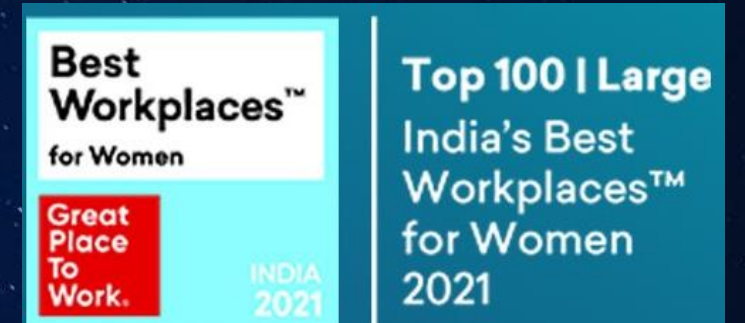 Best
Workplaces™
for Women
Great
Place
To
Work.
INDIA
2021
Top 100 | Large
India's Best
Workplaces™
for Women
2021